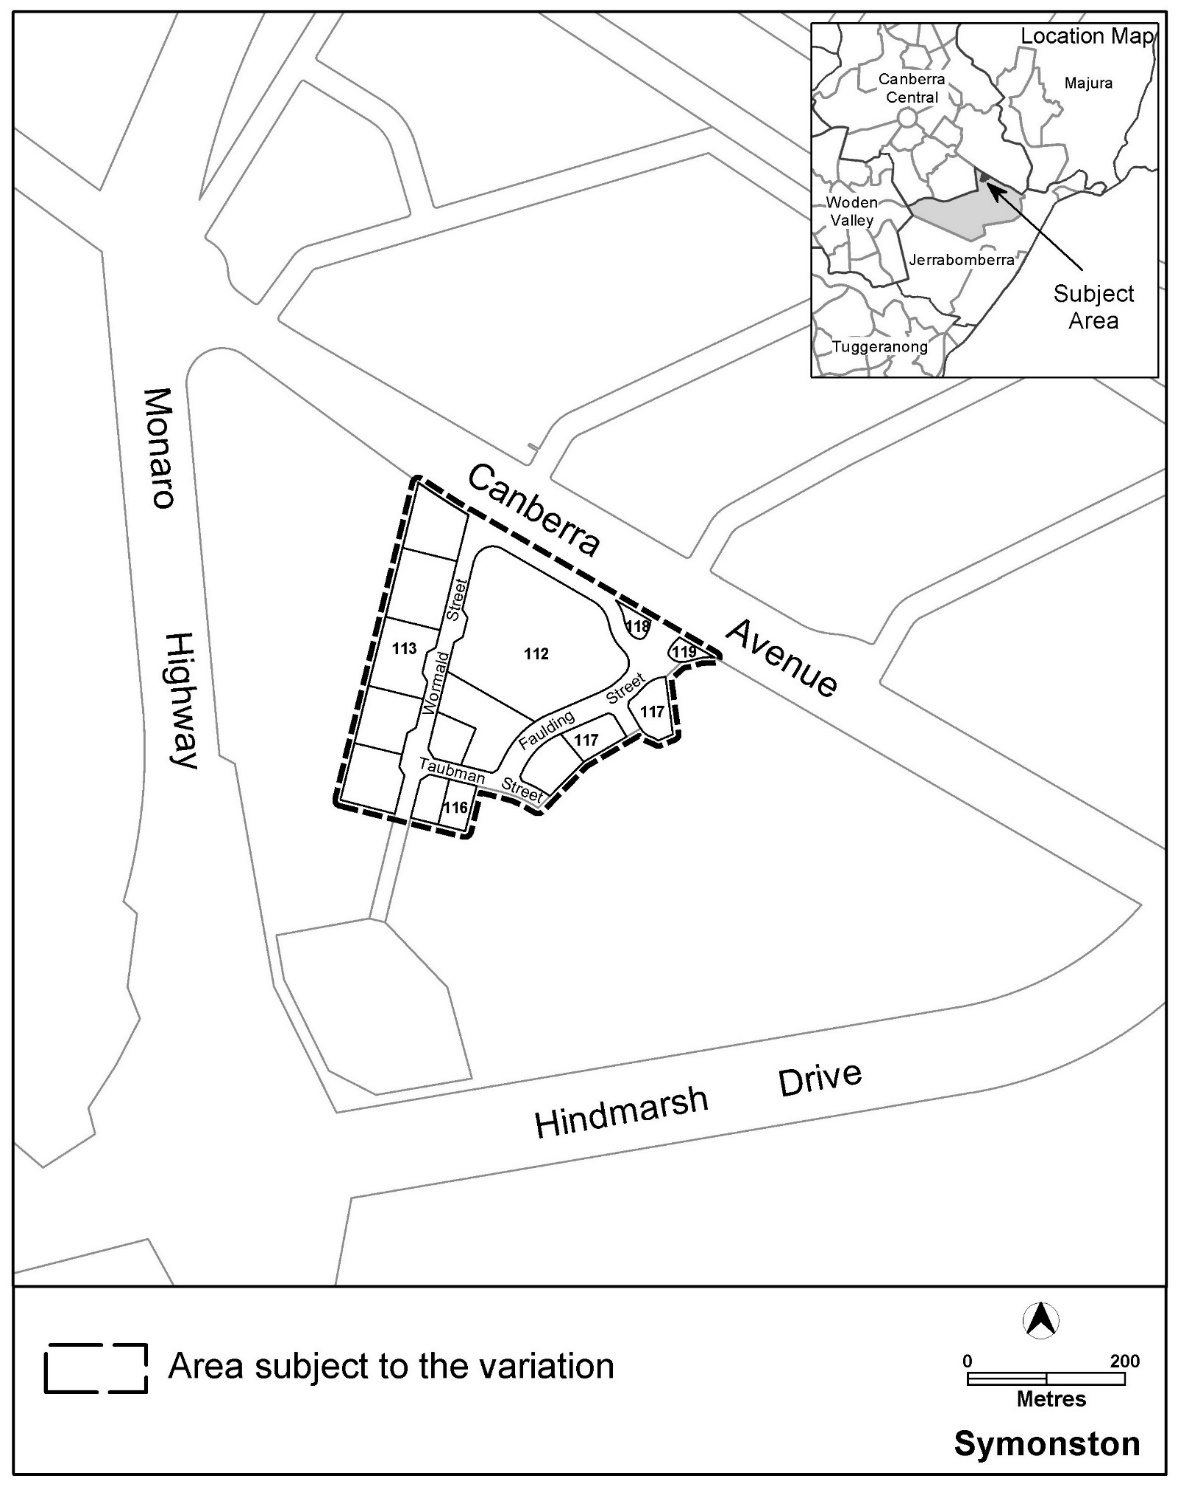 Location Map
Canberra
Central
Majura
Woden
Valley
Jerrabomberra
Subject
Area
Tuggeranong
Monaro
Highway
Canberra
Avenue
Street
Wormald
118
119
113
112
Street
117
Faulding
117
Taubman
Street
116
Hindmarsh Drive
Area subject to the variation
0 200
Metres
Symonston